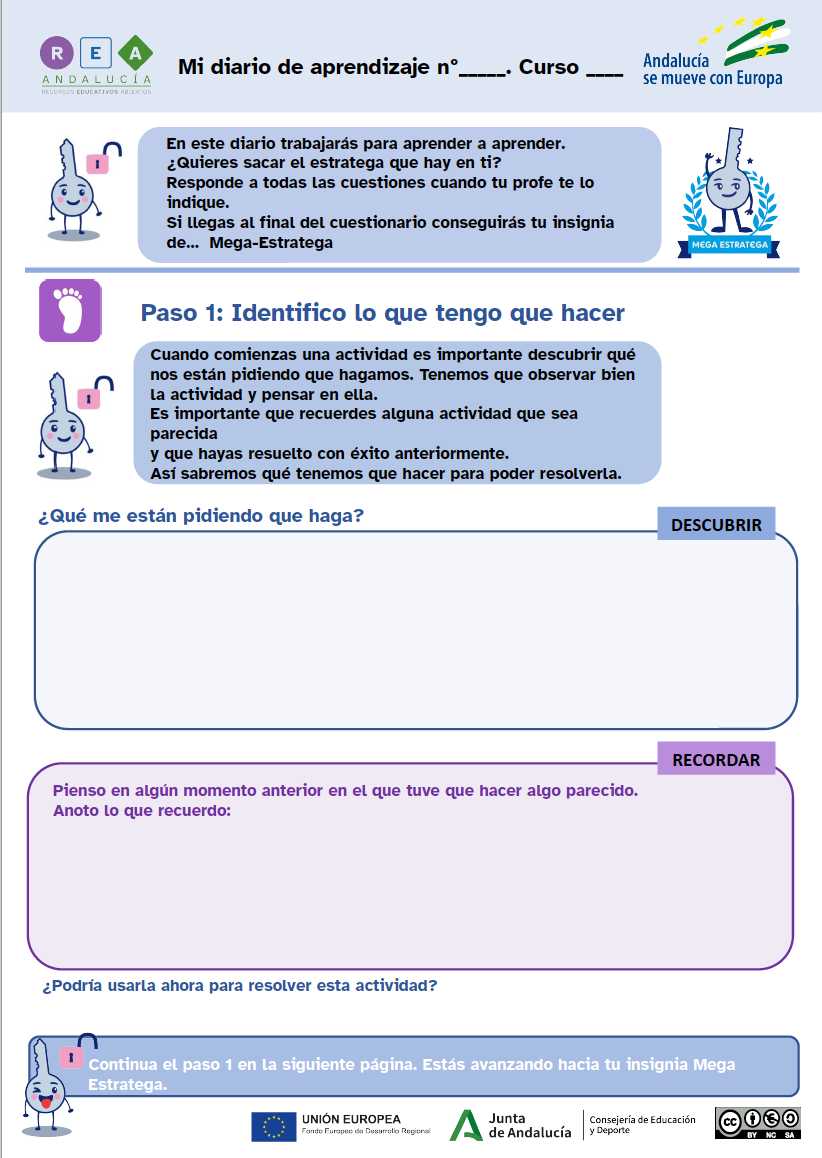 R E A
ANDALUCÍA
RECURSOS EDUCATIVOS ABIERTOS
Mi diario de aprendizaje nº_____. Curso ____
Andalucía
se mueve con Europa
En este diario trabajarás para aprender a aprender.
¿Quieres sacar el estratega que hay en ti?
Responde a todas las cuestiones cuando tu profe te lo
indique.
Si llegas al final del cuestionario conseguirás tu insignia
de... Mega-Estratega
MEGA ESTRATEGA
Paso 1: Identifico lo que tengo que hacer
Cuando comienzas una actividad es importante descubrir qué
nos están pidiendo que hagamos. Tenemos que observar bien
la actividad y pensar en ella.
Es importante que recuerdes alguna actividad que sea
parecida
y que hayas resuelto con éxito anteriormente.
Así sabremos qué tenemos que hacer para poder resolverla.
¿Qué me están pidiendo que haga?
DESCUBRIR
RECORDAR
Pienso en algún momento anterior en el que tuve que hacer algo parecido.
Anoto lo que recuerdo:
¿Podría usarla ahora para resolver esta actividad?
Continua el paso 1 en la siguiente página. Estás avanzando hacia tu insignia Mega
Estratega.
UNIÓN EUROPEA
Fondo Europeo de Desarrollo Regional
Junta
de Andalucía
Consejería de Educación
y Deporte
cc
BY NC SA